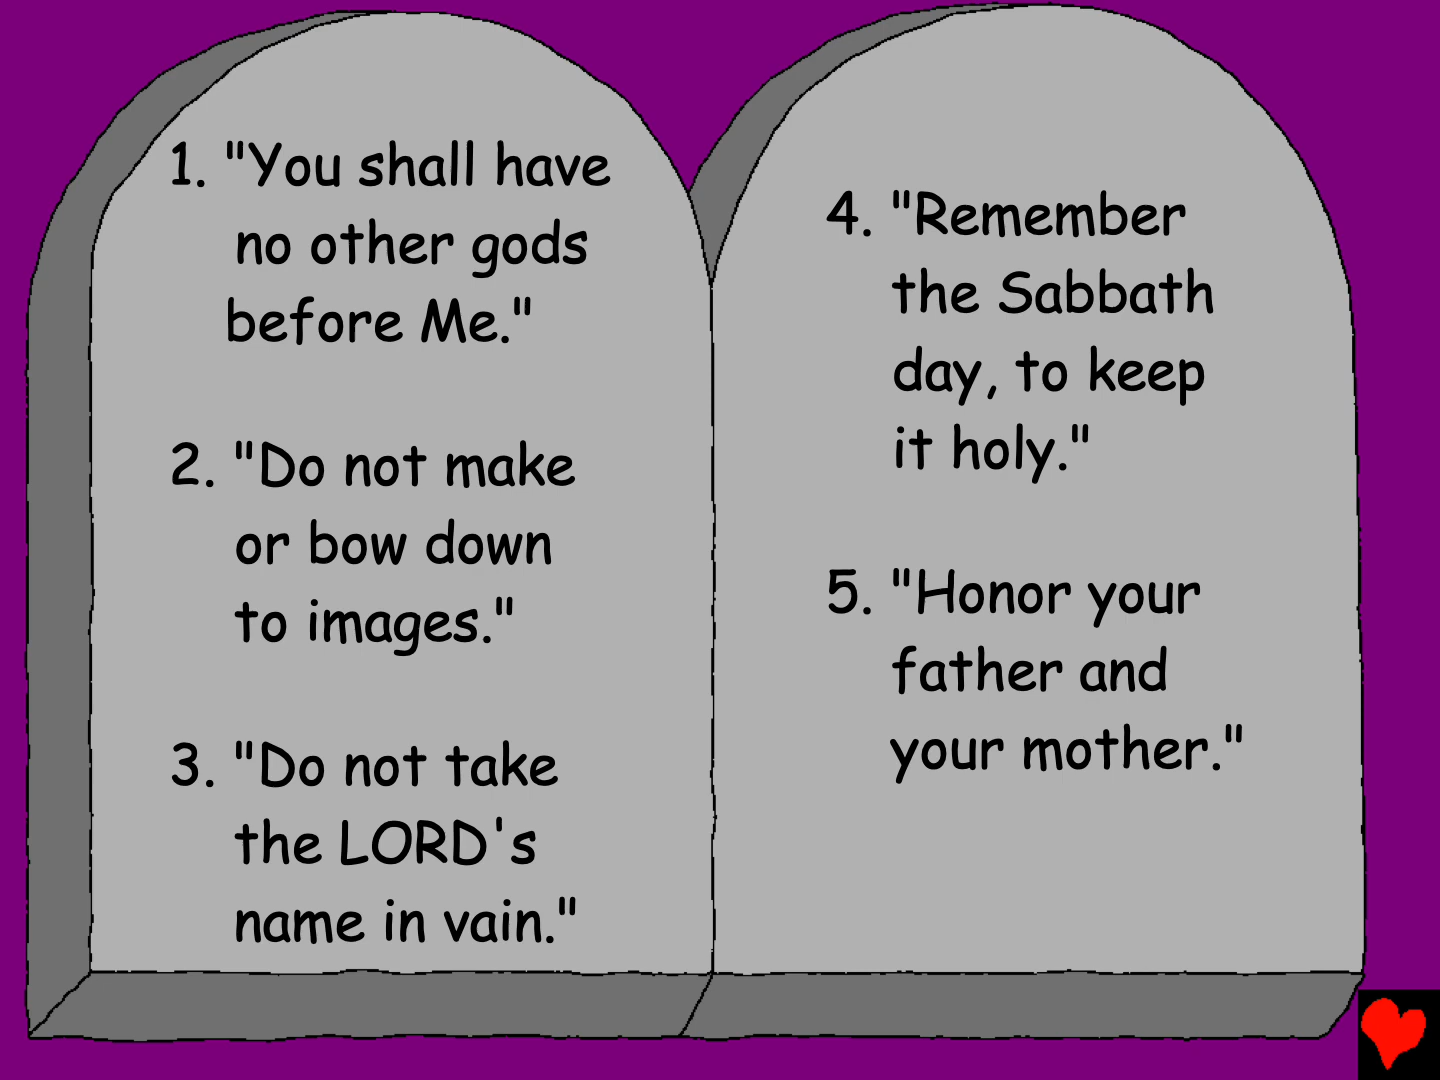 1. "You shall have
no other gods
before Me."
2. "Do not make
or bow down
to images."
3. "Do not take
the LORD's
name in vain."
4. "Remember
the Sabbath
day, to keep
it holy."
5. "Honor your
father and
your mother."